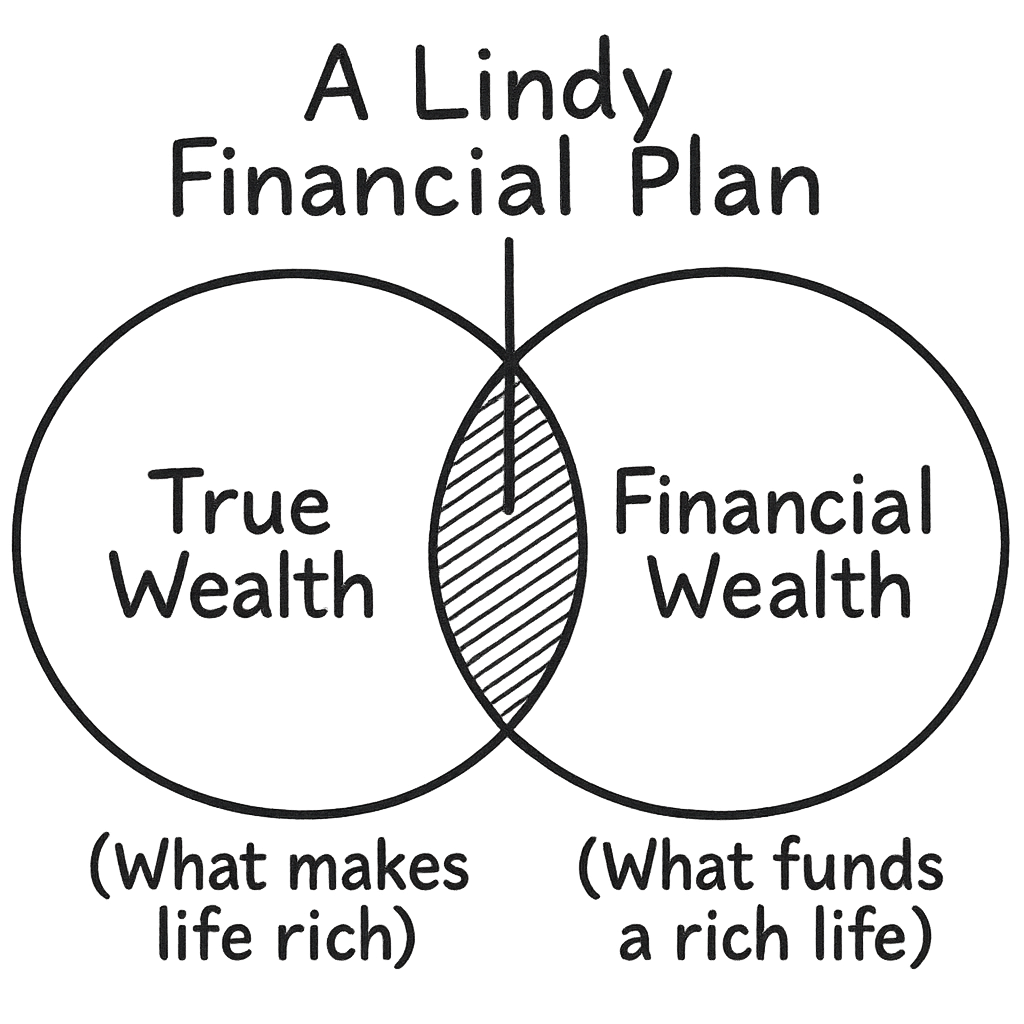 A Lindy
Financial Plan
True
Wealth
Financial
Wealth
(What makes
life rich)
(What funds
a rich life)